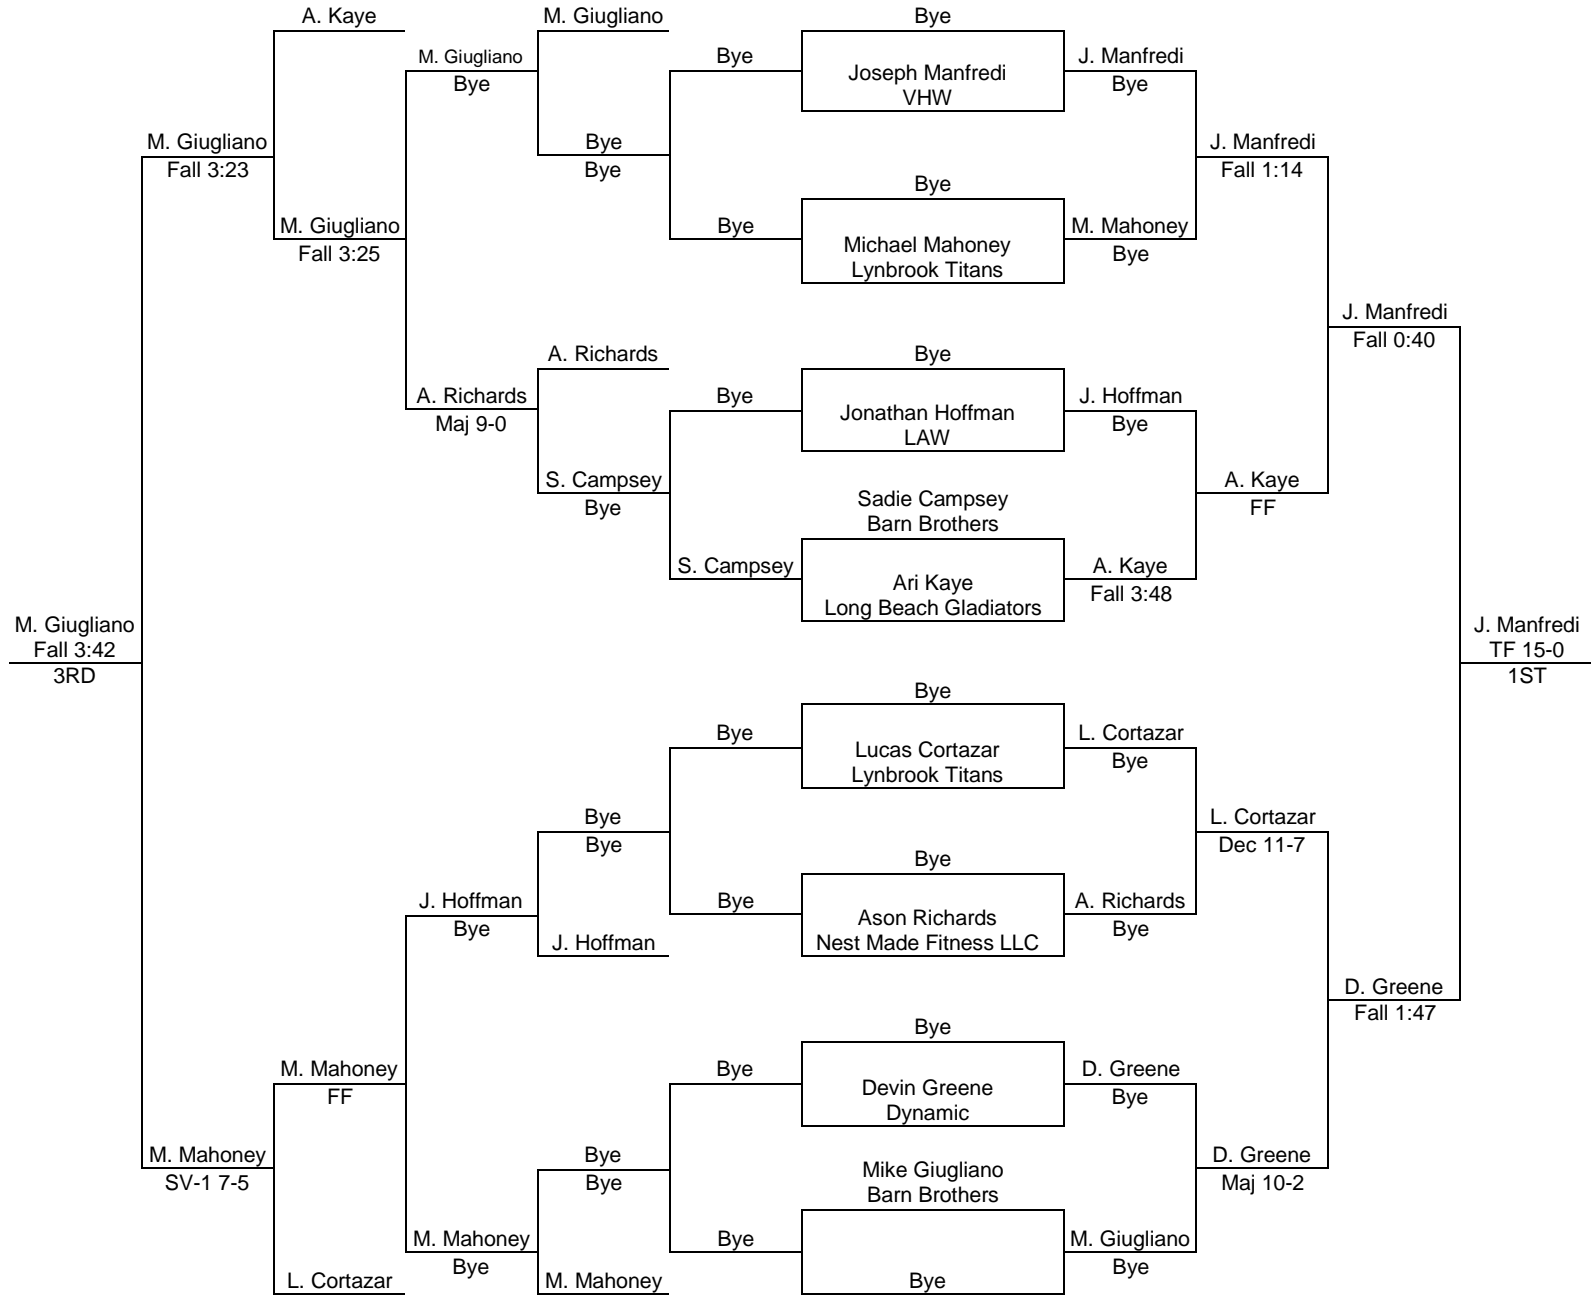 A. Kaye
M. Giugliano
Bye
M. Giugliano
Bye
Bye
Joseph Manfredi
VHW
J. Manfredi
Bye
M. Giugliano
Fall 3:23
Bye
Bye
J. Manfredi
Fall 1:14
Bye
M. Giugliano
Fall 3:25
Bye
Michael Mahoney
Lynbrook Titans
M. Mahoney
Bye
J. Manfredi
Fall 0:40
A. Richards
Bye
A. Richards
Maj 9-0
Bye
Jonathan Hoffman
LAW
J. Hoffman
Bye
S. Campsey
Bye
Sadie Campsey
Barn Brothers
A. Kaye
FF
S. Campsey
Ari Kaye
Long Beach Gladiators
A. Kaye
Fall 3:48
M. Giugliano
Fall 3:42
3RD
J. Manfredi
TF 15-0
1ST
Bye
Bye
Lucas Cortazar
Lynbrook Titans
L. Cortazar
Bye
Bye
Bye
L. Cortazar
Dec 11-7
Bye
J. Hoffman
Bye
Bye
Ason Richards
Nest Made Fitness LLC
A. Richards
Bye
J. Hoffman
D. Greene
Fall 1:47
Bye
M. Mahoney
FF
Bye
Devin Greene
Dynamic
D. Greene
Bye
M. Mahoney
SV-1 7-5
Bye
Bye
Mike Giugliano
Barn Brothers
D. Greene
Maj 10-2
M. Mahoney
Bye
Bye
M. Giugliano
Bye
L. Cortazar
M. Mahoney
Bye